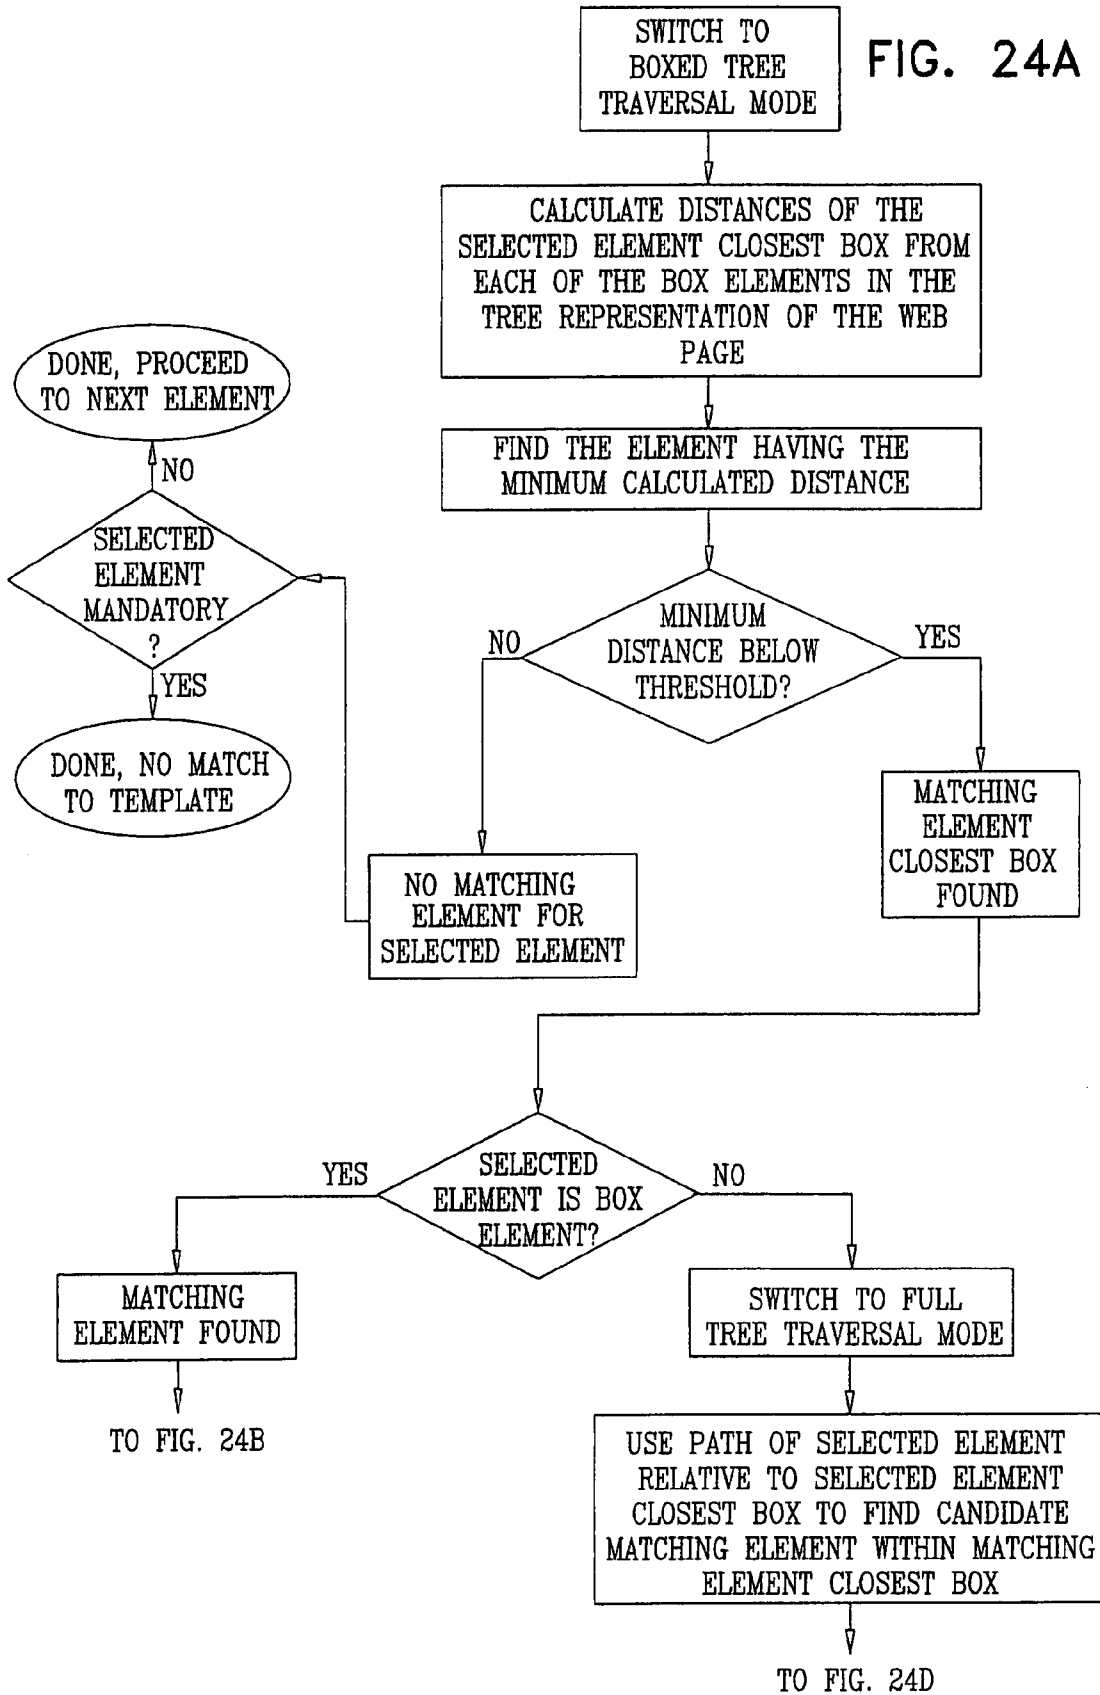 SWITCH TO
BOXED TREE
TRAVERSAL MODE
FIG. 24A
CALCULATE DISTANCES OF THE
SELECTED ELEMENT CLOSEST BOX FROM
EACH OF THE BOX ELEMENTS IN THE
TREE REPRESENTATION OF THE WEB
PAGE
FIND THE ELEMENT HAVING THE
MINIMUM CALCULATED DISTANCE
MINIMUM
DISTANCE BELOW
THRESHOLD?
NO
YES
DONE, PROCEED
TO NEXT ELEMENT
NO
SELECTED
ELEMENT
MANDATORY
?
YES
DONE, NO MATCH
TO TEMPLATE
NO MATCHING
ELEMENT FOR
SELECTED ELEMENT
MATCHING
ELEMENT
CLOSEST BOX
FOUND
SELECTED
ELEMENT IS BOX
ELEMENT?
YES
NO
MATCHING
ELEMENT FOUND
TO FIG. 24B
SWITCH TO FULL
TREE TRAVERSAL MODE
USE PATH OF SELECTED ELEMENT
RELATIVE TO SELECTED ELEMENT
CLOSEST BOX TO FIND CANDIDATE
MATCHING ELEMENT WITHIN MATCHING
ELEMENT CLOSEST BOX
TO FIG. 24D